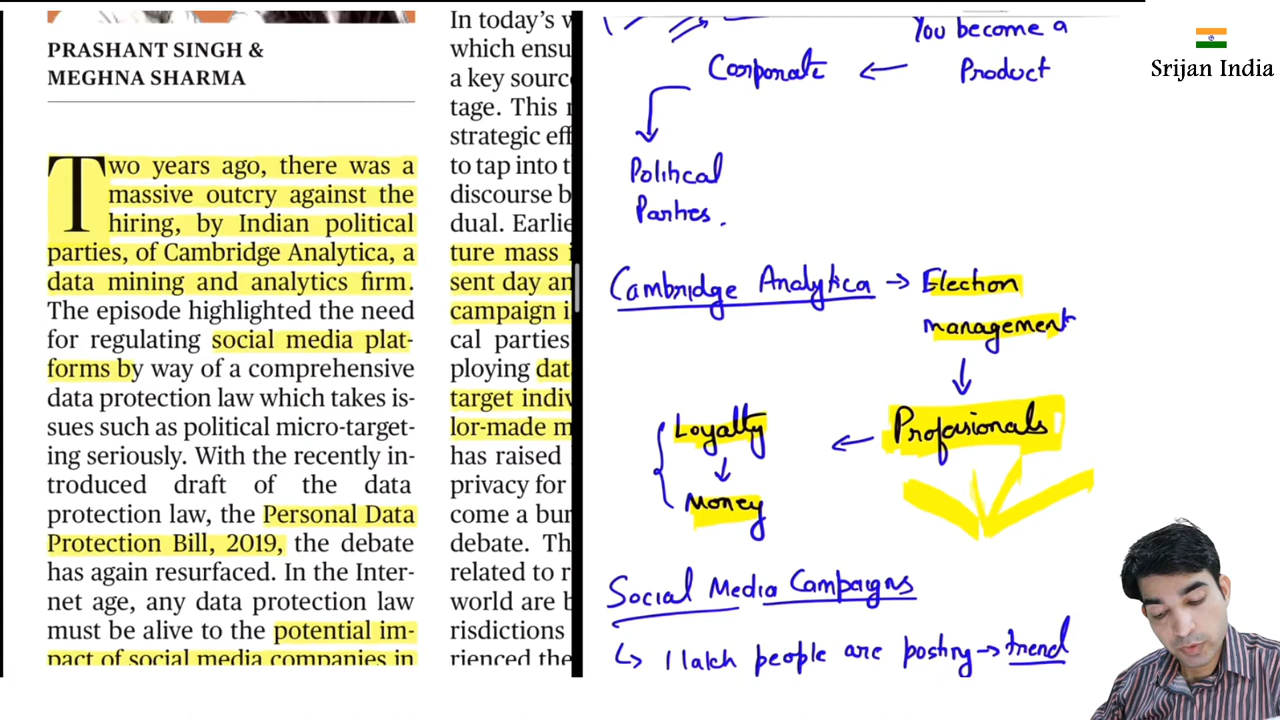 PRASHANT SINGH &
MEGHNA SHARMA
Two years ago, there was a
massive outcry against the
hiring, by Indian political
parties, of Cambridge Analytica, a
data mining and analytics firm.
The episode highlighted the need
for regulating social media plat-
forms by way of a comprehensive
data protection law which takes is-
sues such as political micro-target-
ing seriously. With the recently in-
troduced draft of the data
protection law, the Personal Data
Protection Bill, 2019, the debate
has again resurfaced. In the Inter-
net age, any data protection law
must be alive to the potential im-
pact of social media companies in
In today's w
which ensu
a key sourc
tage. This
strategic eff
to tap into t
discourse b
dual. Earlie
ture mass i
sent day an
campaign i
cal parties
ploying dat
target indiv
lor-made m
has raised
privacy for
come a bur
debate. Th
related to r
world are b
risdictions
rienced the
You become a
Corporate ← Product
Political
Parties.
Cambridge Analytica → Election
management
Loyalty ← Profesionals
Money
Social Media Campaigns
↳ 1 lakh people are posting → trend
Srijan India